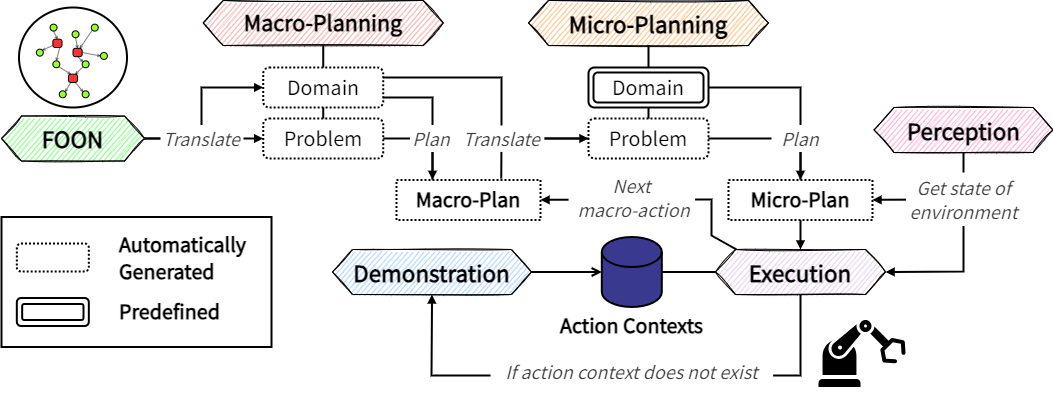 Macro-Planning
Micro-Planning
Domain
Domain
FOON
Translate
Problem
Plan
Translate
Problem
Plan
Perception
Macro-Plan
Next
macro-action
Micro-Plan
Get state of
environment
Automatically
Generated
Predefined
Demonstration
Execution
Action Contexts
If action context does not exist